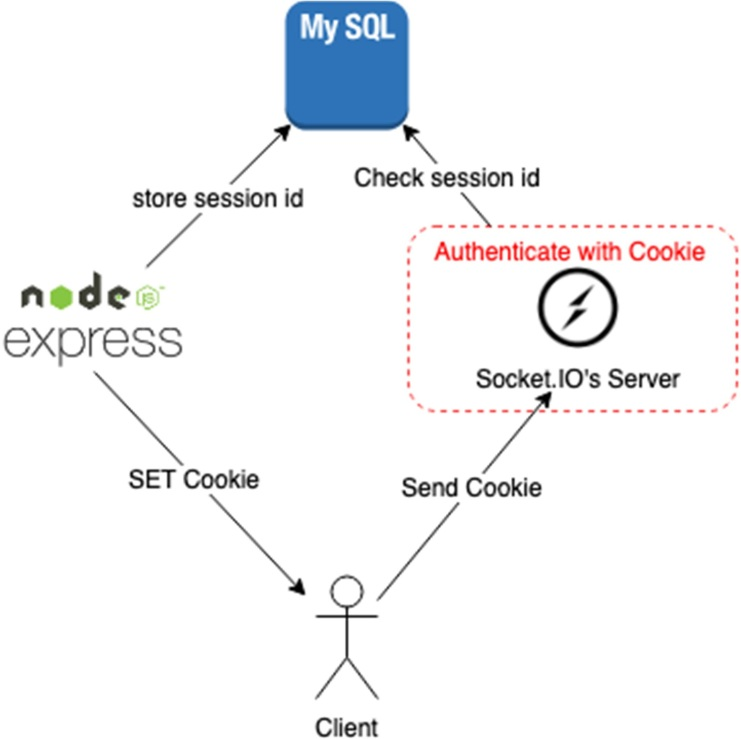 My SQL
Check session id
store session id
Authenticate with Cookie
node JS
express
Socket.IO's Server
SET Cookie
Send Cookie
Client